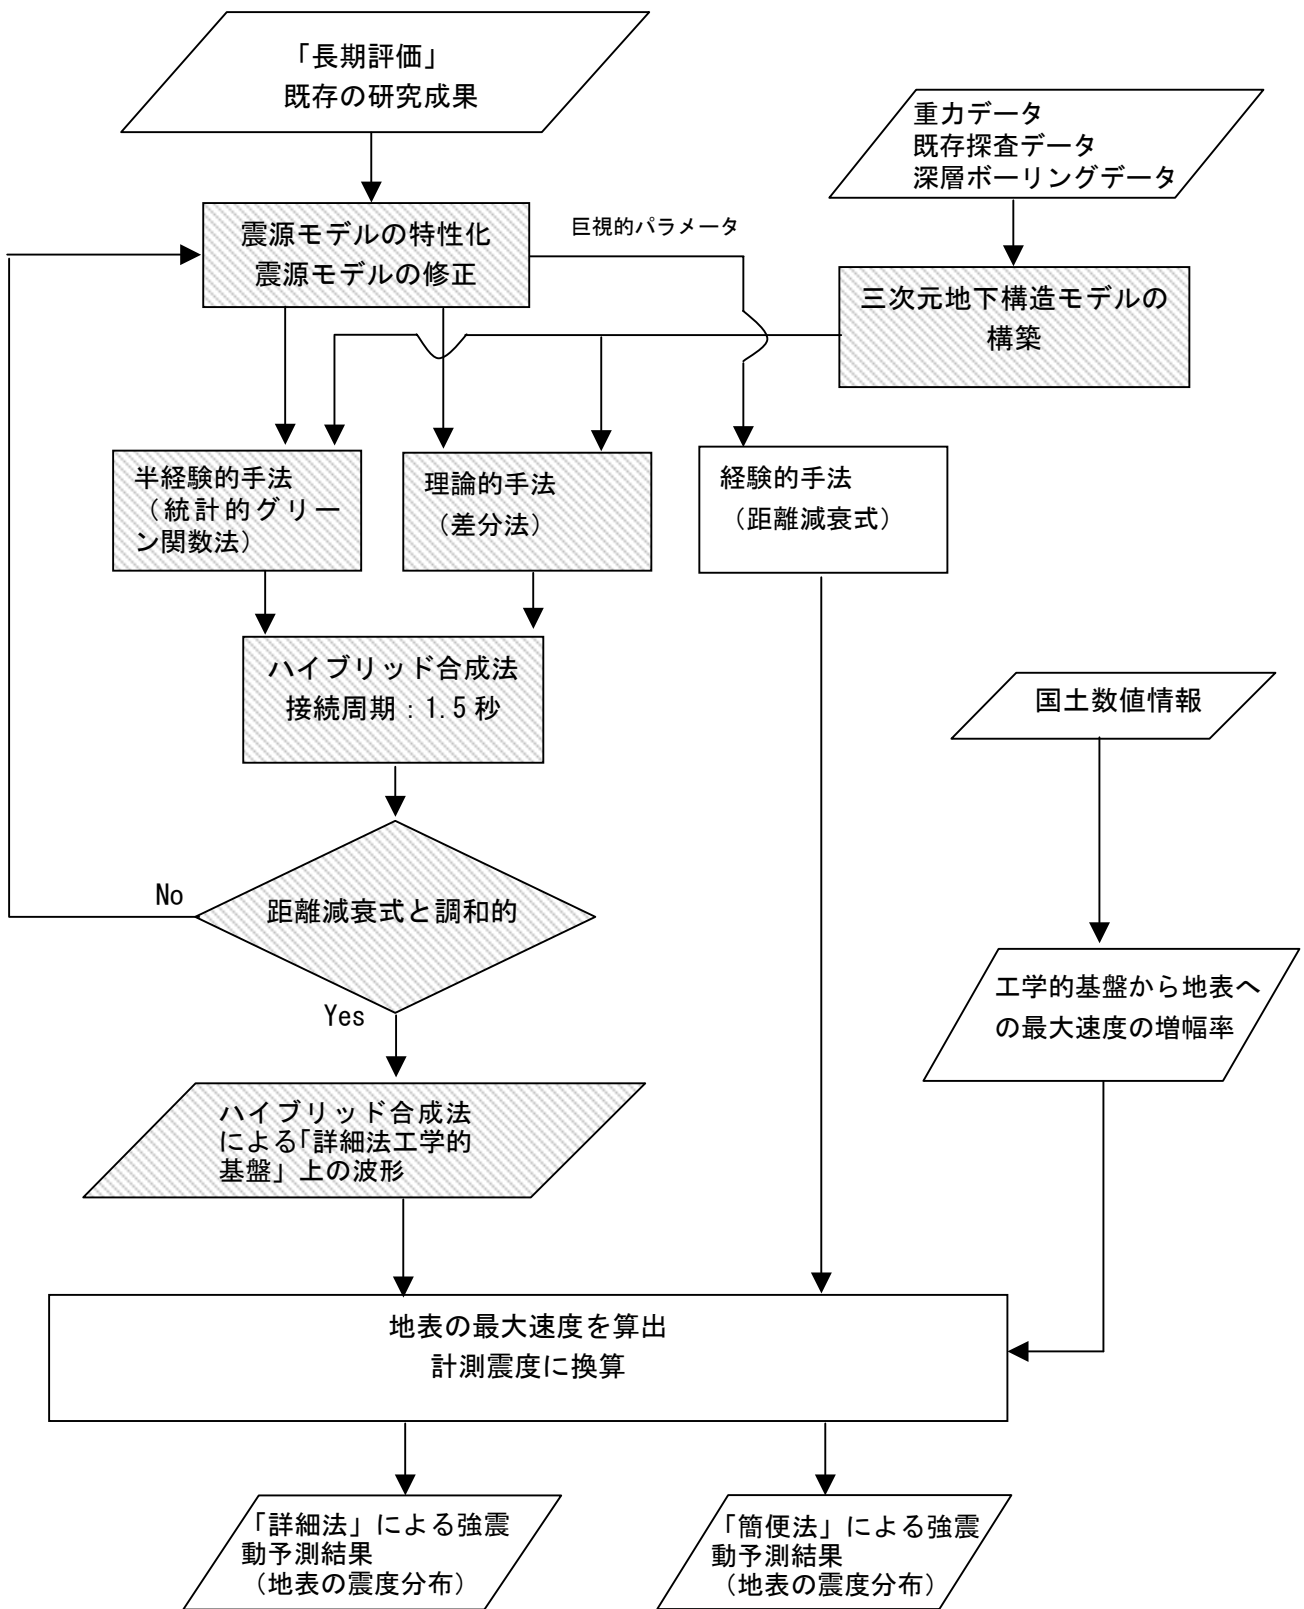 「長期評価」
既存の研究成果
重力データ
既存探査データ
深層ボーリングデータ
震源モデルの特性化
震源モデルの修正
巨視的パラメータ
三次元地下構造モデルの
構築
半経験的手法
（統計的グリー
ン関数法）
理論的手法
（差分法）
経験的手法
（距離減衰式）
ハイブリッド合成法
接続周期：1.5秒
国土数値情報
No
距離減衰式と調和的
Yes
工学的基盤から地表へ
の最大速度の増幅率
ハイブリッド合成法
による「詳細法工学的
基盤」上の波形
地表の最大速度を算出
計測震度に換算
「詳細法」による強震
動予測結果
（地表の震度分布）
「簡便法」による強震
動予測結果
（地表の震度分布）